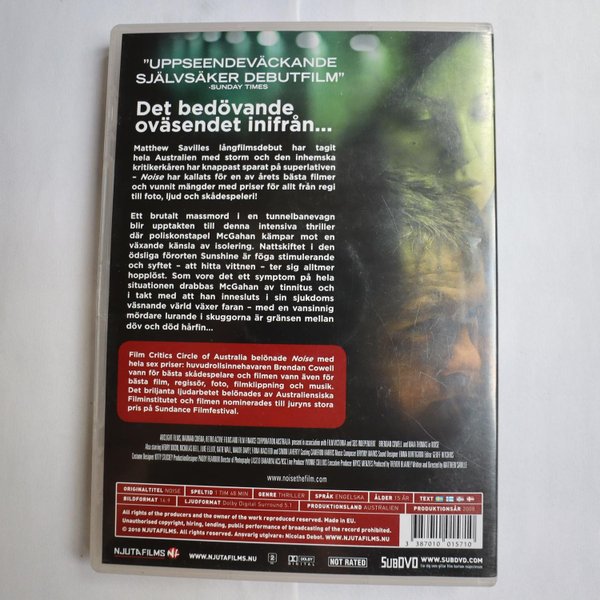 "UPPSEENDEVÄCKANDE
SJÄLVSÄKER DEBUTFILM"
-SUNDAY TIMES
Det bedövande
oväsendet inifrån...
Matthew Savilles långfilmsdebut har tagit
hela Australien med storm och den inhemska
kritikerkåren har knappast sparat på superlativen
– Noise har kallats för en av årets bästa filmer
och vunnit mängder med priser för allt från regi
till foto, ljud och skådespeleri!
Ett brutalt massmord i en tunnelbanevagn
blir upptakten till denna intensiva thriller
där poliskonstapel McGahan kämpar mot en
växande känsla av isolering. Nattskiftet i den
ödsliga förorten Sunshine är föga stimulerande
och syftet – att hitta vittnen – ter sig alltmer
hopplöst. Som vore det ett symptom på hela
situationen drabbas McGahan av tinnitus och
i takt med att han innesluts i sin sjukdoms
väsnande värld växer faran – med en vansinnig
mördare lurande i skuggorna är gränsen mellan
döv och död hårfin...
Film Critics Circle of Australia belönade Noise med
hela sex priser: huvudrolisinnehavaren Brendan Cowell
vann för bästa skådespelare och filmen vann även för
bästa film, regissör, foto, filmklippning och musik.
Det briljanta ljudarbetet belönades av Australiensiska
Filminstitutet och filmen nominerades till juryns stora
pris på Sundance Filmfestival.
www.noisethefilm.com
ORIGINALTITEL NOISE SPELTID 1 TIM 48 MIN GENRE THRILLER SPRÅK ENGELSKA ÅLDER 15 ÅR TEXT
BILDFORMAT 16:9 LJUDFORMAT Dolby Digital Surround 5.1 PRODUKTIONSLAND AUSTRALIEN PRODUKTIONSÅR 2008
All rights of the producers and the owner of the work reproduced reserved. Made in EU.
Unauthorised copying, hiring, lending, public performance of broadcasting of the record prohibited.
© 2010 NJUTAFILMS. All rights reserved. Ansvarig utgivare: Nicolas Debot.
3 387010 015710
NJUTAFILMS WWW.NJUTAFILMS.NU 2 DOLBY DIGITAL NOT RATED SUBDVD WWW.SUBDVD.COM
WWW.NJUTAFILMS.NU